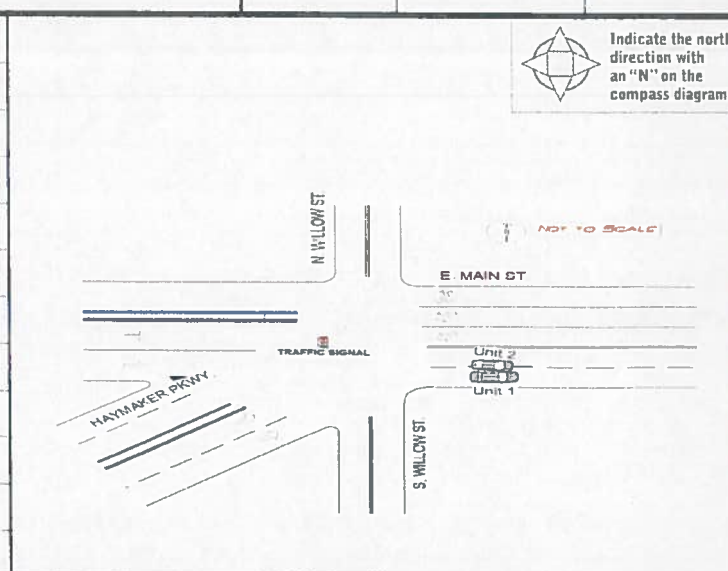 Indicate the north
direction with
an "N" on the
compass diagram
N. WILLOW ST.
NOT TO SCALE
E. MAIN ST
TRAFFIC SIGNAL
Unit 2
Unit 1
HAYMAKER PKWY
S. WILLOW ST.